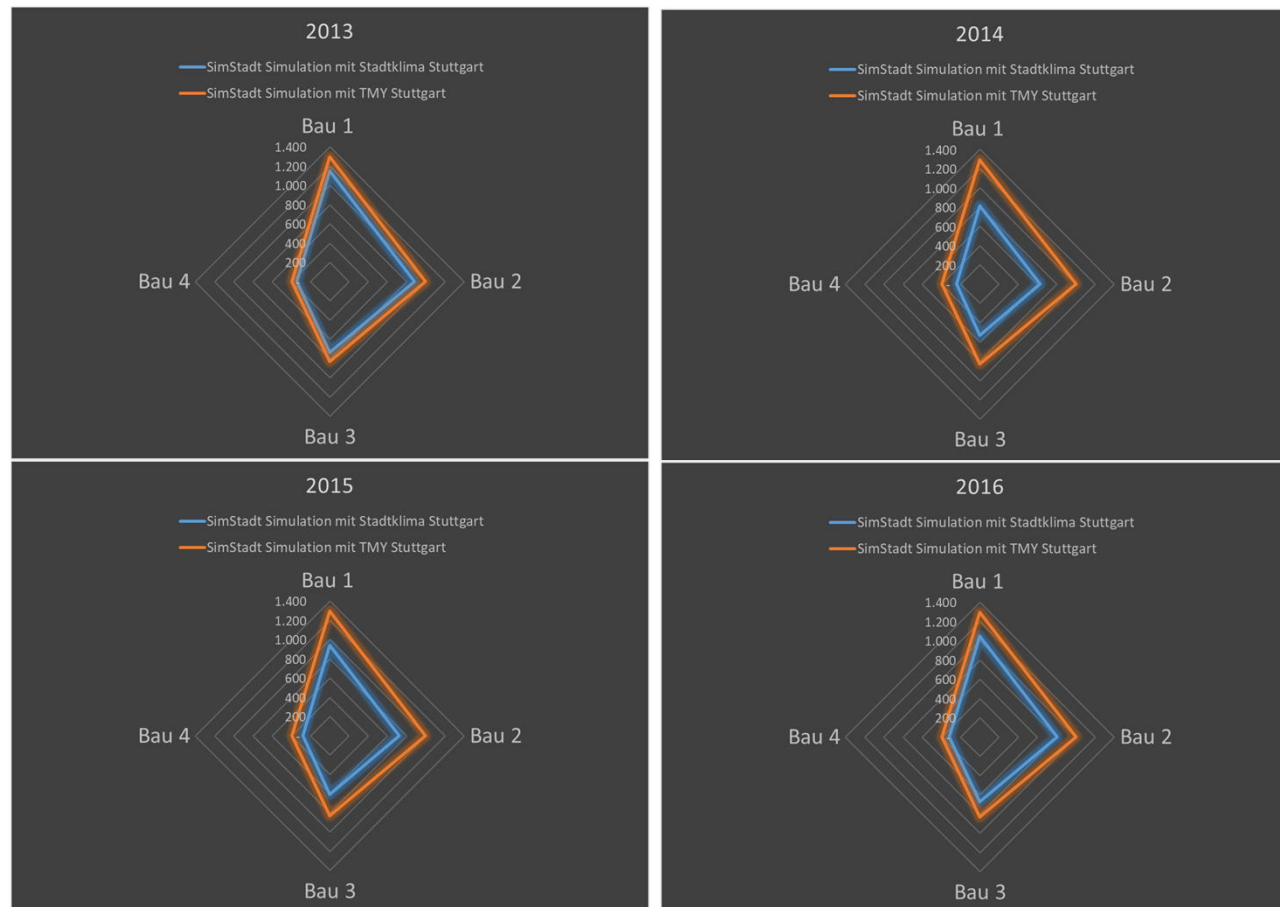 2013
SimStadt Simulation mit Stadtklima Stuttgart
SimStadt Simulation mit TMY Stuttgart
Bau 1
1.400
1.200
1.000
800
600
400
200
-
Bau 4
Bau 2
Bau 3
2014
SimStadt Simulation mit Stadtklima Stuttgart
SimStadt Simulation mit TMY Stuttgart
Bau 1
1.400
1.200
1.000
800
600
400
200
-
Bau 4
Bau 2
Bau 3
2015
SimStadt Simulation mit Stadtklima Stuttgart
SimStadt Simulation mit TMY Stuttgart
Bau 1
1.400
1.200
1.000
800
600
400
200
-
Bau 4
Bau 2
Bau 3
2016
SimStadt Simulation mit Stadtklima Stuttgart
SimStadt Simulation mit TMY Stuttgart
Bau 1
1.400
1.200
1.000
800
600
400
200
-
Bau 4
Bau 2
Bau 3